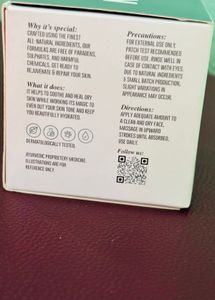 Why it's special:
CRAFTED USING THE FINEST
ALL-NATURAL INGREDIENTS, OUR
FORMULAS ARE FREE OF PARABENS,
SULPHATES, AND HARMFUL
CHEMICALS. GET READY TO
REJUVENATE & REPAIR YOUR SKIN.
What it does:
IT HELPS TO SOOTHE AND HEAL DRY
SKIN WHILE WORKING ITS MAGIC TO
EVEN OUT YOUR SKIN TONE AND KEEP
YOU BEAUTIFULLY HYDRATED.
DERMATOLOGICALLY TESTED.
AYURVEDIC PROPRIETORY MEDICINE.
ILLUSTRATIONS ARE FOR
REFERENCE ONLY.
Precautions:
FOR EXTERNAL USE ONLY.
PATCH TEST RECOMMENDED
BEFORE USE. RINSE WELL IN
CASE OF CONTACT WITH EYES.
DUE TO NATURAL INGREDIENTS
& SMALL BATCH PRODUCTION,
SLIGHT VARIATIONS IN
APPEARANCE MAY OCCUR.
Directions:
APPLY ADEQUATE AMOUNT TO
A CLEAN AND DRY FACE.
MASSAGE IN UPWARD
STROKES UNTIL ABSORBED.
USE DAILY.
Follow us: